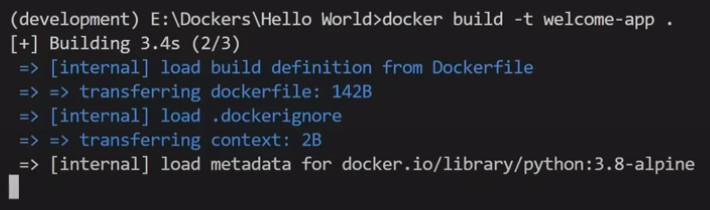 (development) E:\Dockers\Hello World>docker build -t welcome-app .
[+] Building 3.4s (2/3)
=> [internal] load build definition from Dockerfile
=> => transferring dockerfile: 142B
=> [internal] load .dockerignore
=> => transferring context: 2B
=> [internal] load metadata for docker.io/library/python:3.8-alpine